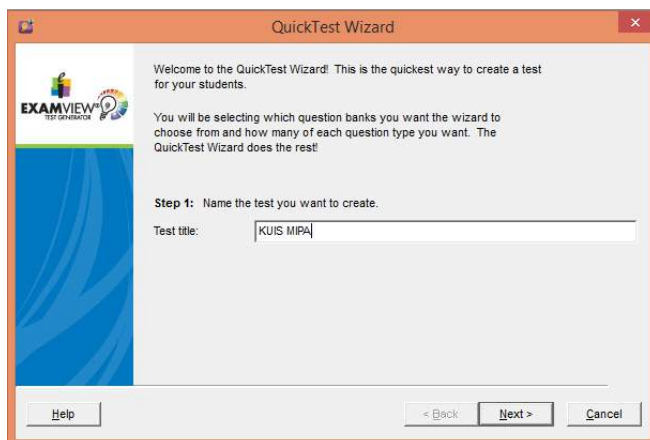 QuickTest Wizard
EXAMVIEW®
TEST GENERATOR
Welcome to the QuickTest Wizard! This is the quickest way to create a test
for your students.
You will be selecting which question banks you want the wizard to
choose from and how many of each question type you want. The
QuickTest Wizard does the rest!
Step 1: Name the test you want to create.
Test title: KUIS MIPA
Help < Back Next > Cancel